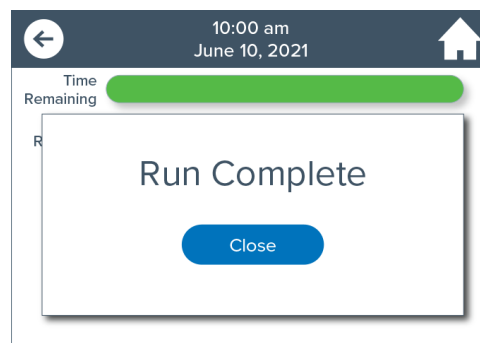 10:00 am
June 10, 2021
Time
Remaining
R
Run Complete
Close